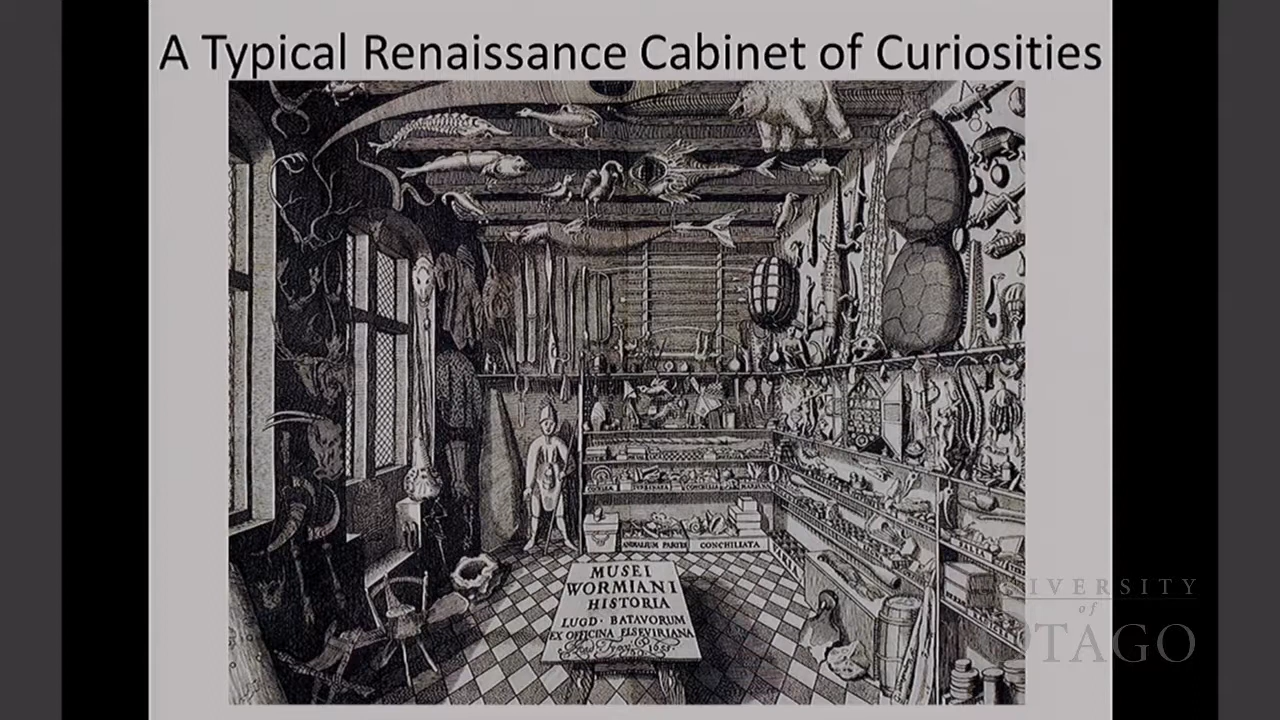 A Typical Renaissance Cabinet of Curiosities
ANIMALIUM PARTES
CONCHILIATA
MUSEI
WORMIANI
HISTORIA
LUGD· BATAVORUM
EX OFFICINA ELSEVIRIANA
UNIVERSITY
of
OTAGO